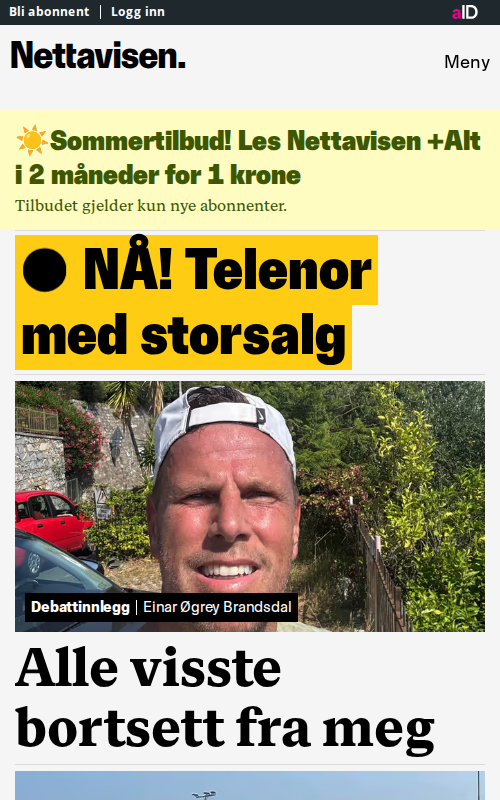 Bli abonnent | Logg inn
aID
Nettavisen.
Meny
☀️Sommertilbud! Les Nettavisen +Alt
i 2 måneder for 1 krone
Tilbudet gjelder kun nye abonnenter.
● NÅ! Telenor
med storsalg
Debattinnlegg | Einar Øgrey Brandsdal
Alle visste
bortsett fra meg